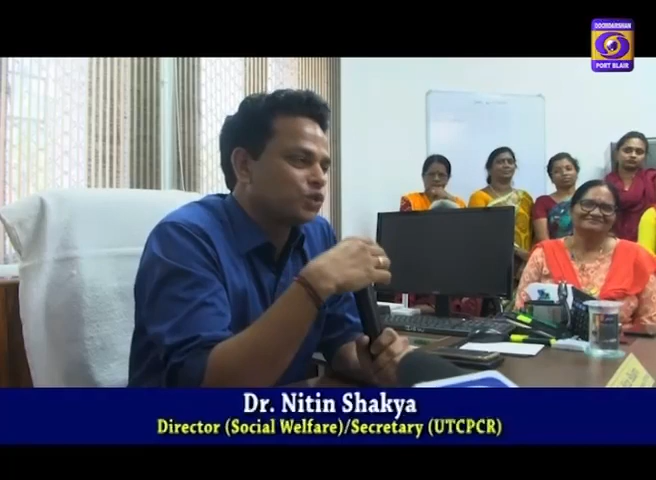 DOORDARSHAN
PORT BLAIR
Dr. Nitin Shakya
Director (Social Welfare)/Secretary (UTCPCR)